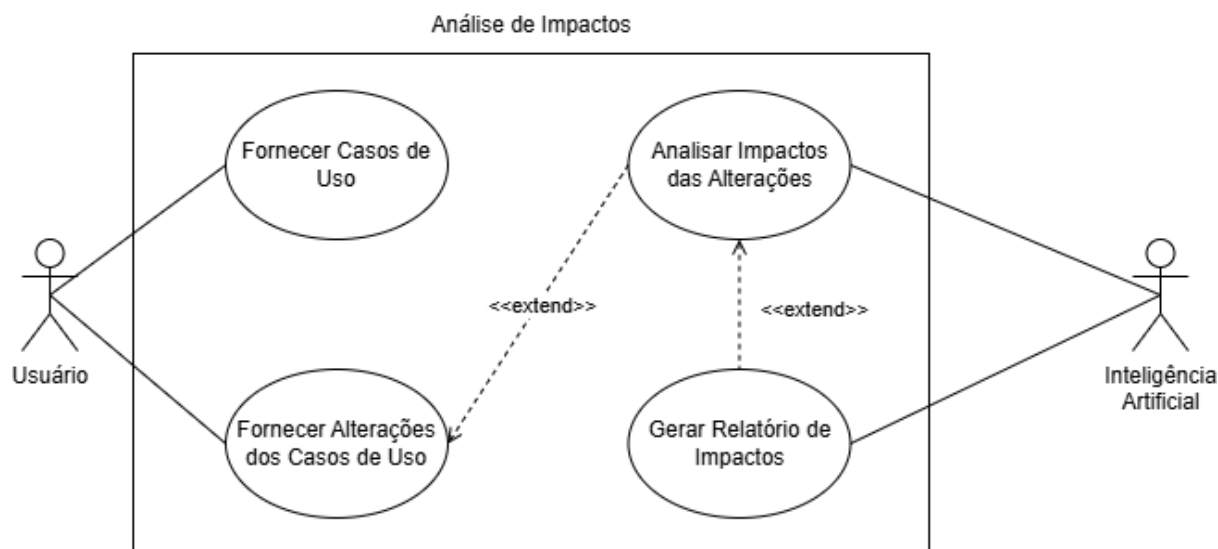 Análise de Impactos
Fornecer Casos de
Uso
Analisar Impactos
das Alterações
<<extend>>
<<extend>>
Usuário
Inteligência
Artificial
Fornecer Alterações
dos Casos de Uso
Gerar Relatório de
Impactos